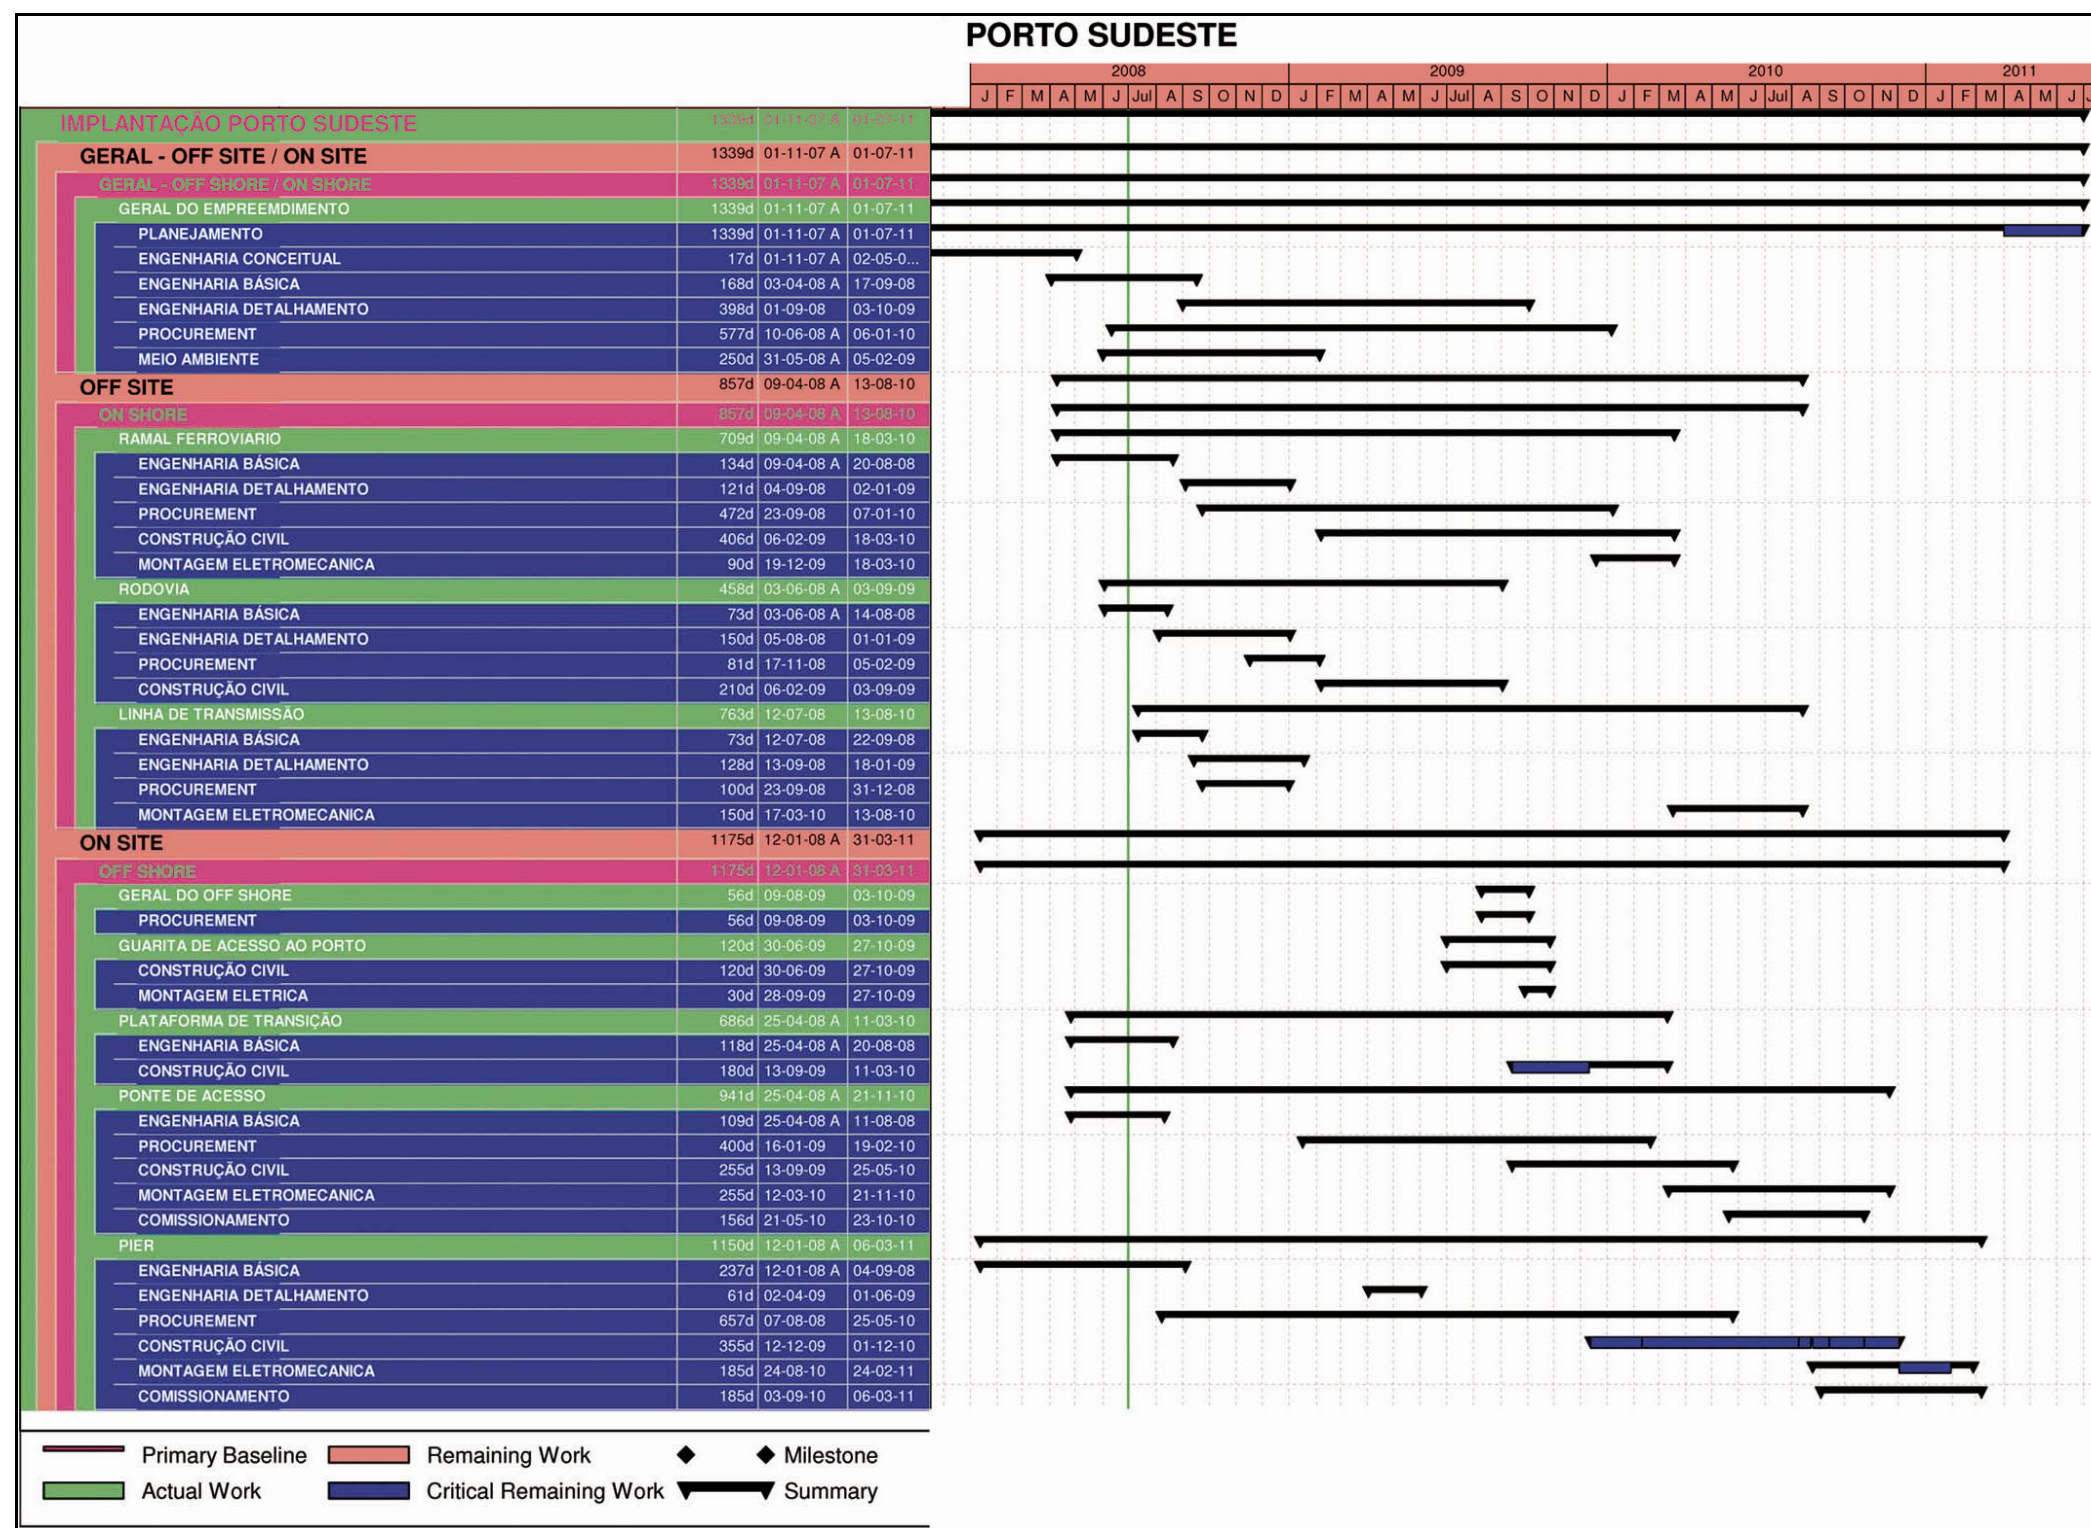 PORTO SUDESTE
2008 2009 2010 2011
J F M A M J Jul A S O N D J F M A M J Jul A S O N D J F M A M J Jul A S O N D J F M A M J J
IMPLANTAÇÃO PORTO SUDESTE 1339d 01-11-07 A 01-07-11
GERAL - OFF SITE / ON SITE 1339d 01-11-07 A 01-07-11
GERAL - OFF SHORE / ON SHORE 1339d 01-11-07 A 01-07-11
GERAL DO EMPREEMDIMENTO 1339d 01-11-07 A 01-07-11
PLANEJAMENTO 1339d 01-11-07 A 01-07-11
ENGENHARIA CONCEITUAL 17d 01-11-07 A 02-05-0...
ENGENHARIA BÁSICA 168d 03-04-08 A 17-09-08
ENGENHARIA DETALHAMENTO 398d 01-09-08 03-10-09
PROCUREMENT 577d 10-06-08 A 06-01-10
MEIO AMBIENTE 250d 31-05-08 A 05-02-09
OFF SITE 857d 09-04-08 A 13-08-10
ON SHORE 857d 09-04-08 A 13-08-10
RAMAL FERROVIARIO 709d 09-04-08 A 18-03-10
ENGENHARIA BÁSICA 134d 09-04-08 A 20-08-08
ENGENHARIA DETALHAMENTO 121d 04-09-08 02-01-09
PROCUREMENT 472d 23-09-08 07-01-10
CONSTRUÇÃO CIVIL 406d 06-02-09 18-03-10
MONTAGEM ELETROMECANICA 90d 19-12-09 18-03-10
RODOVIA 458d 03-06-08 A 03-09-09
ENGENHARIA BÁSICA 73d 03-06-08 A 14-08-08
ENGENHARIA DETALHAMENTO 150d 05-08-08 01-01-09
PROCUREMENT 81d 17-11-08 05-02-09
CONSTRUÇÃO CIVIL 210d 06-02-09 03-09-09
LINHA DE TRANSMISSÃO 763d 12-07-08 13-08-10
ENGENHARIA BÁSICA 73d 12-07-08 22-09-08
ENGENHARIA DETALHAMENTO 128d 13-09-08 18-01-09
PROCUREMENT 100d 23-09-08 31-12-08
MONTAGEM ELETROMECANICA 150d 17-03-10 13-08-10
ON SITE 1175d 12-01-08 A 31-03-11
OFF SHORE 1175d 12-01-08 A 31-03-11
GERAL DO OFF SHORE 56d 09-08-09 03-10-09
PROCUREMENT 56d 09-08-09 03-10-09
GUARITA DE ACESSO AO PORTO 120d 30-06-09 27-10-09
CONSTRUÇÃO CIVIL 120d 30-06-09 27-10-09
MONTAGEM ELETRICA 30d 28-09-09 27-10-09
PLATAFORMA DE TRANSIÇÃO 686d 25-04-08 A 11-03-10
ENGENHARIA BÁSICA 118d 25-04-08 A 20-08-08
CONSTRUÇÃO CIVIL 180d 13-09-09 11-03-10
PONTE DE ACESSO 941d 25-04-08 A 21-11-10
ENGENHARIA BÁSICA 109d 25-04-08 A 11-08-08
PROCUREMENT 400d 16-01-09 19-02-10
CONSTRUÇÃO CIVIL 255d 13-09-09 25-05-10
MONTAGEM ELETROMECANICA 255d 12-03-10 21-11-10
COMISSIONAMENTO 156d 21-05-10 23-10-10
PIER 1150d 12-01-08 A 06-03-11
ENGENHARIA BÁSICA 237d 12-01-08 A 04-09-08
ENGENHARIA DETALHAMENTO 61d 02-04-09 01-06-09
PROCUREMENT 657d 07-08-08 25-05-10
CONSTRUÇÃO CIVIL 355d 12-12-09 01-12-10
MONTAGEM ELETROMECANICA 185d 24-08-10 24-02-11
COMISSIONAMENTO 185d 03-09-10 06-03-11
Primary Baseline Remaining Work Milestone
Actual Work Critical Remaining Work Summary